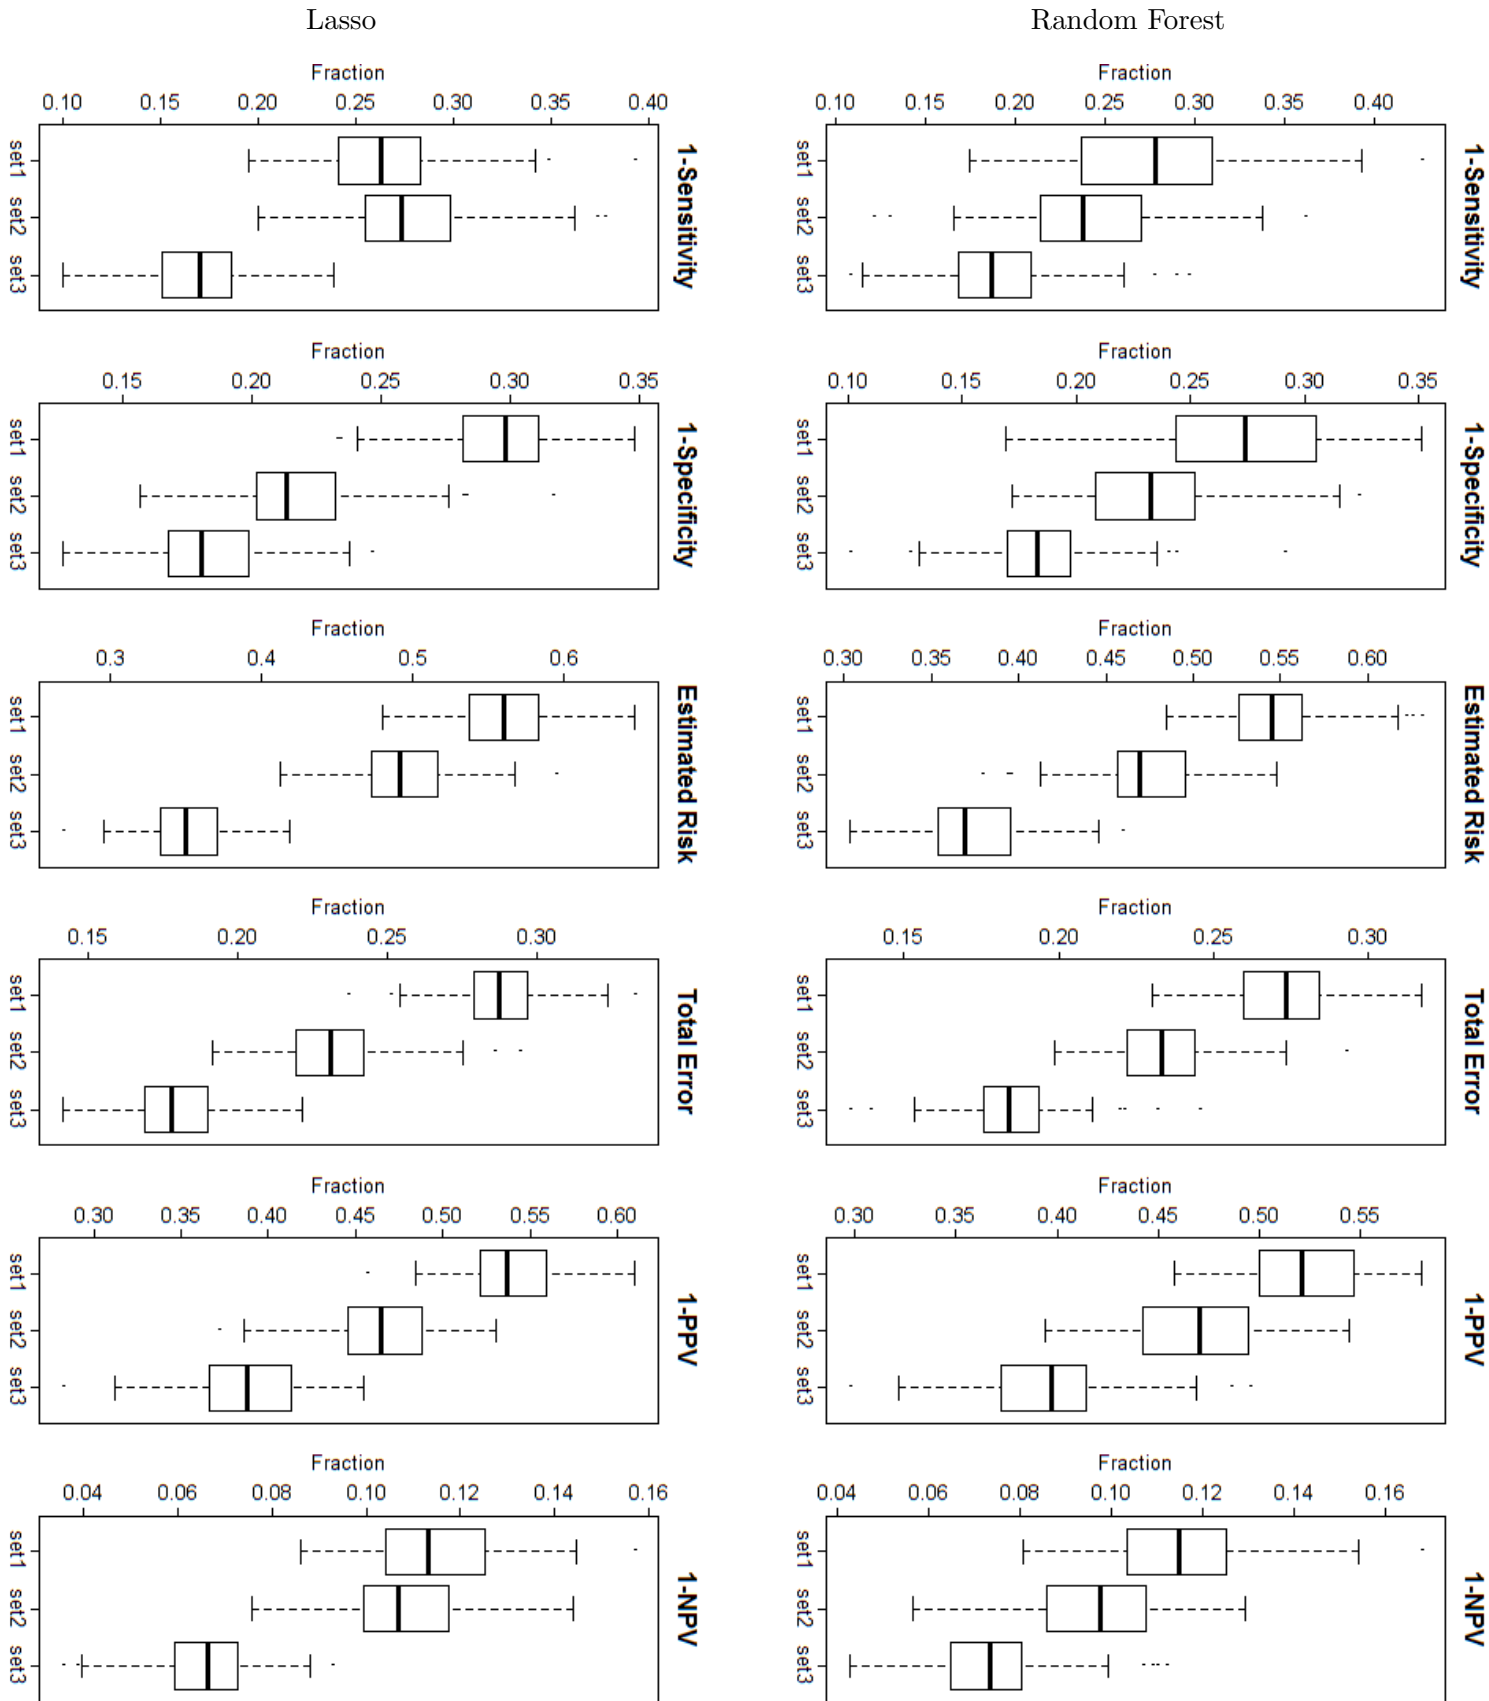 Lasso
Random Forest
Fraction
0.10 0.15 0.20 0.25 0.30 0.35 0.40
set1
set2
set3
1-Sensitivity
Fraction
0.10 0.15 0.20 0.25 0.30 0.35 0.40
set1
set2
set3
1-Sensitivity
Fraction
0.15 0.20 0.25 0.30 0.35
set1
set2
set3
1-Specificity
Fraction
0.10 0.15 0.20 0.25 0.30 0.35
set1
set2
set3
1-Specificity
Fraction
0.3 0.4 0.5 0.6
set1
set2
set3
Estimated Risk
Fraction
0.30 0.35 0.40 0.45 0.50 0.55 0.60
set1
set2
set3
Estimated Risk
Fraction
0.15 0.20 0.25 0.30
set1
set2
set3
Total Error
Fraction
0.15 0.20 0.25 0.30
set1
set2
set3
Total Error
Fraction
0.30 0.35 0.40 0.45 0.50 0.55 0.60
set1
set2
set3
1-PPV
Fraction
0.30 0.35 0.40 0.45 0.50 0.55
set1
set2
set3
1-PPV
Fraction
0.04 0.06 0.08 0.10 0.12 0.14 0.16
set1
set2
set3
1-NPV
Fraction
0.04 0.06 0.08 0.10 0.12 0.14 0.16
set1
set2
set3
1-NPV